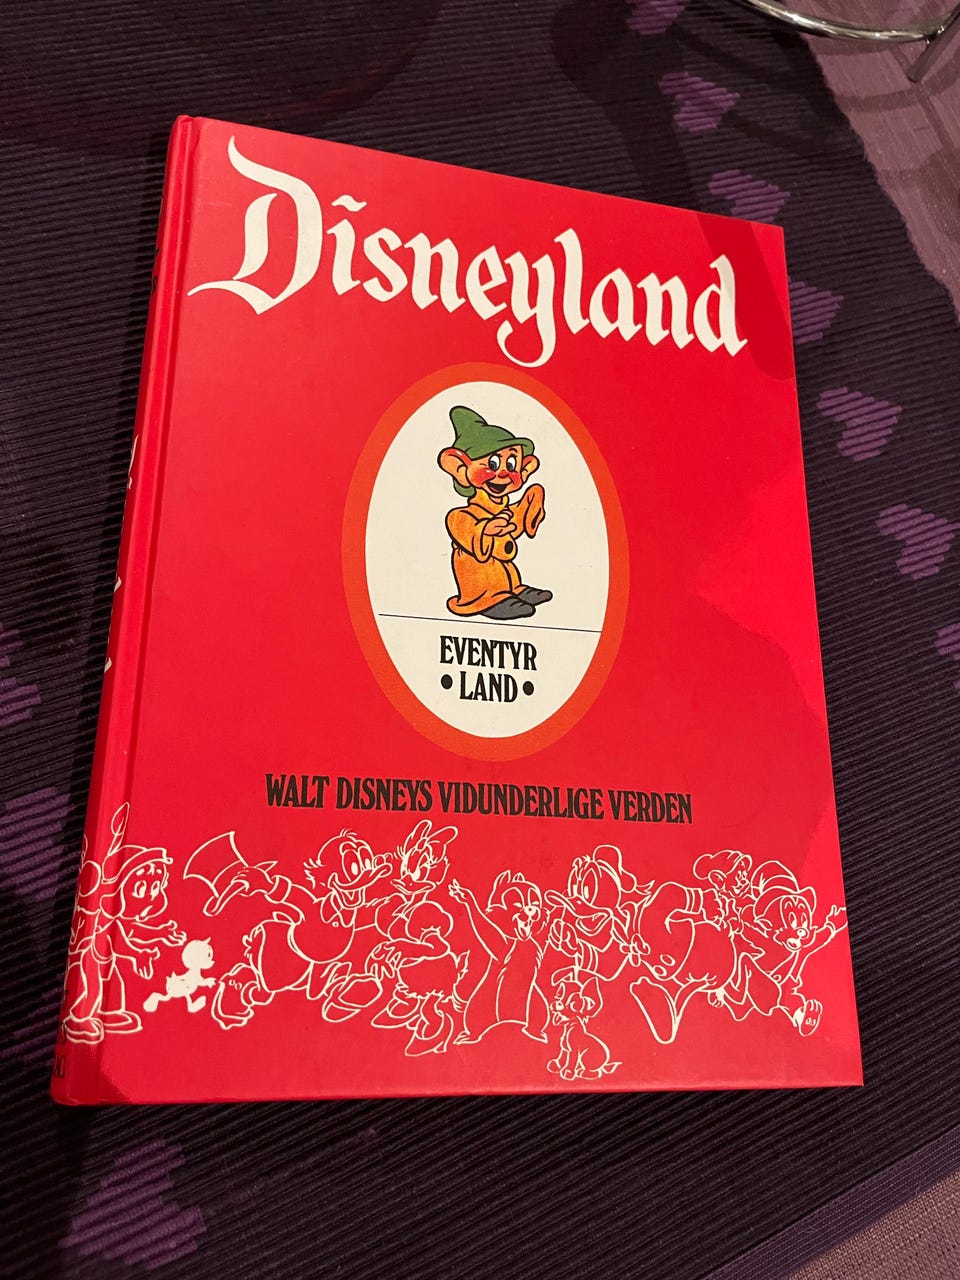 Disneyland
EVENTYR
• LAND •
WALT DISNEYS VIDUNDERLIGE VERDEN